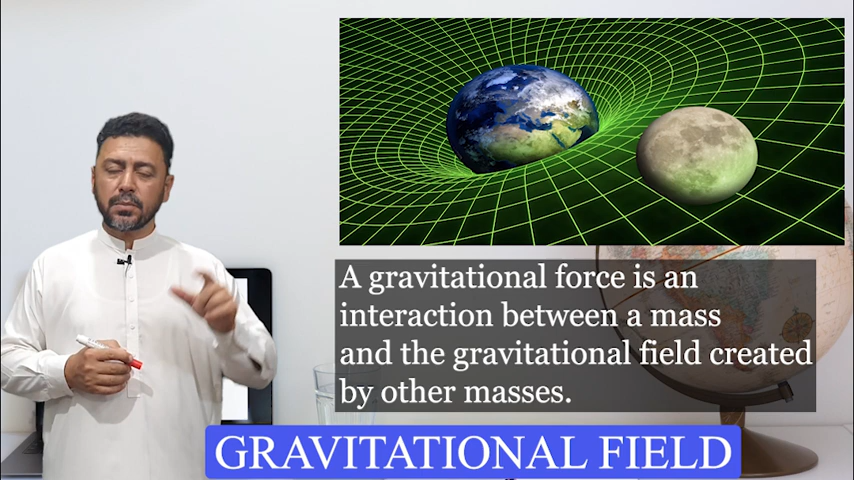 A gravitational force is an
interaction between a mass
and the gravitational field created
by other masses.
GRAVITATIONAL FIELD